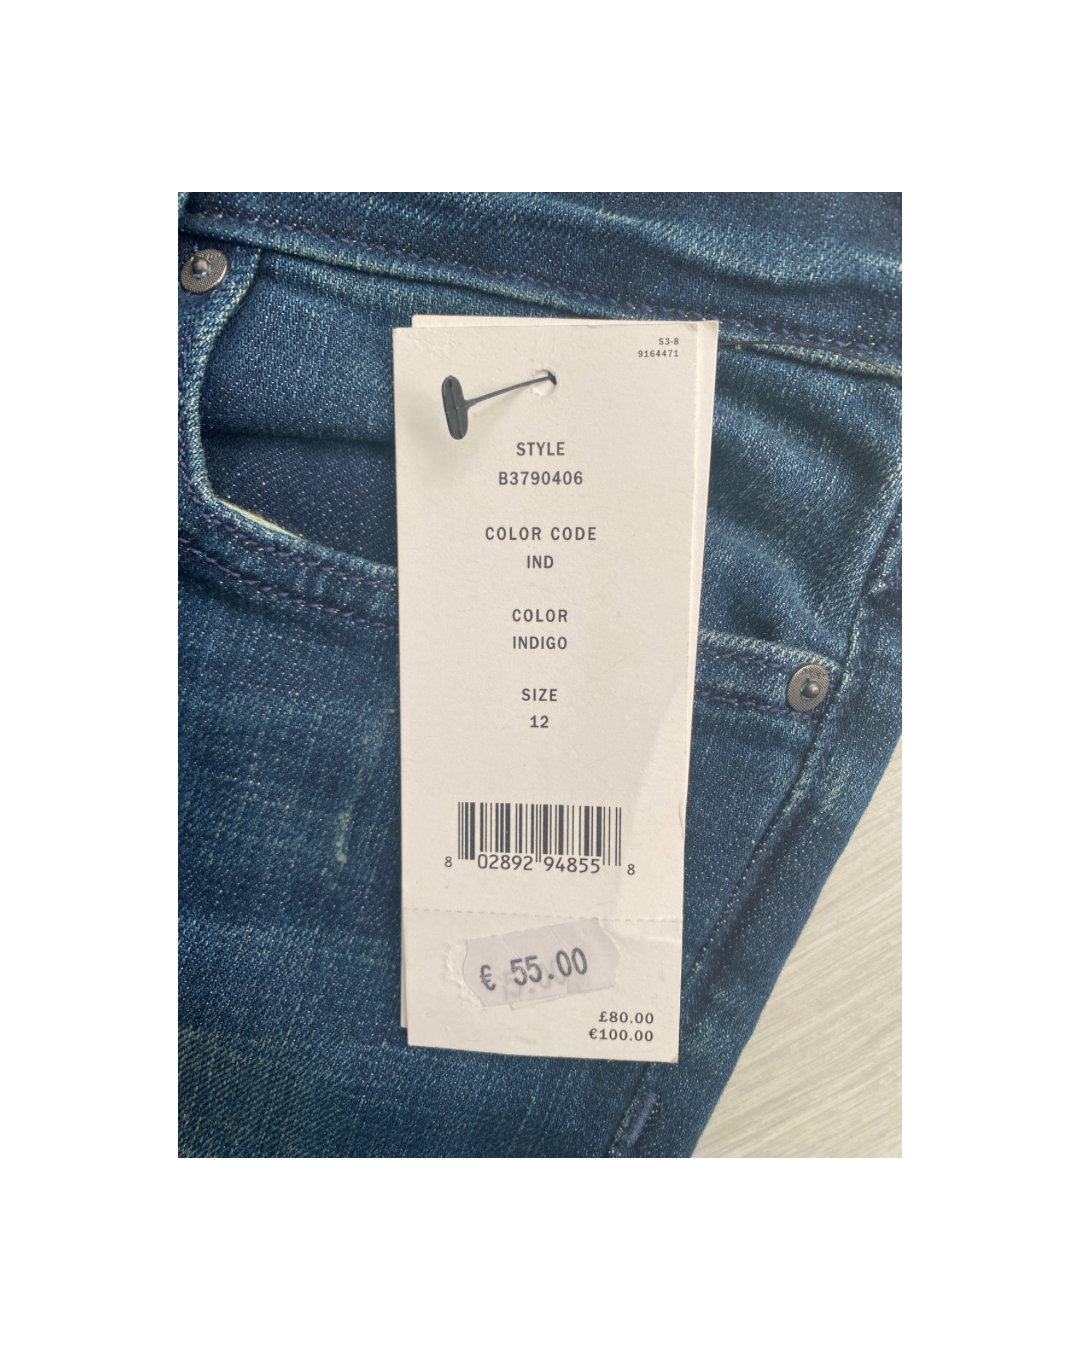 S3-8
9164471
STYLE
B3790406
COLOR CODE
IND
COLOR
INDIGO
SIZE
12
8 02892 94855 8
€ 55.00
£80.00
€100.00